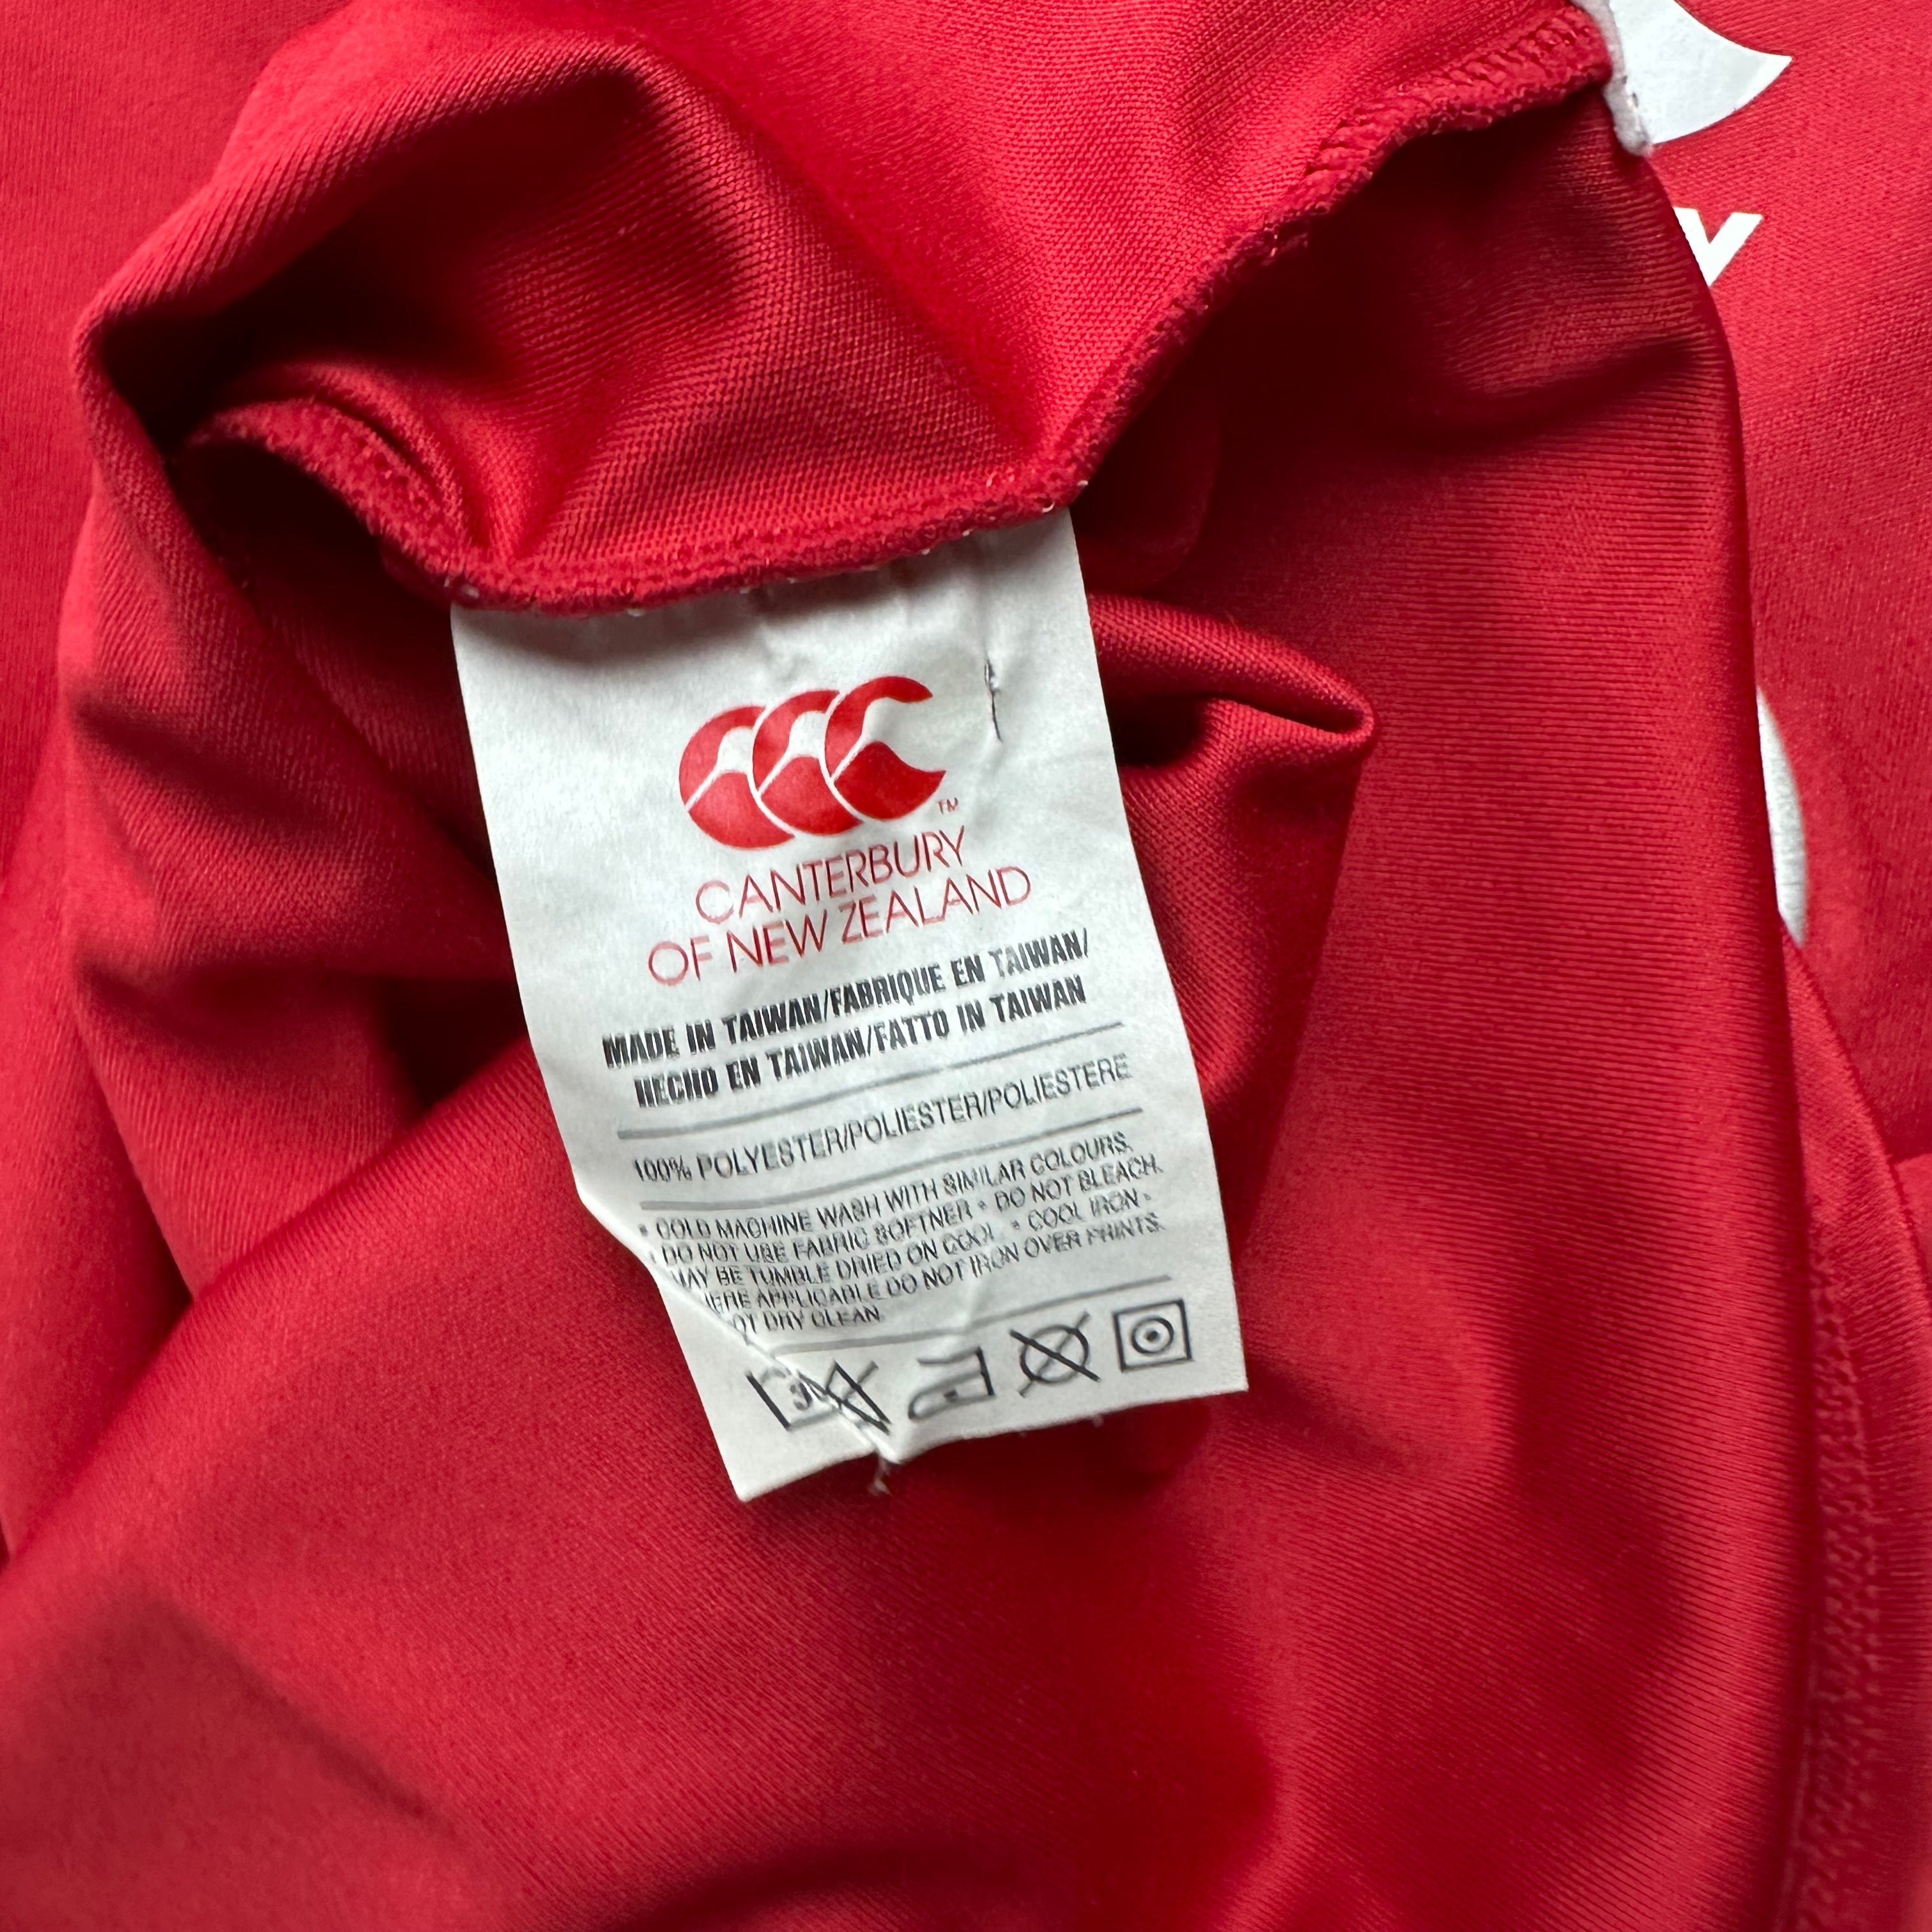 TM
CANTERBURY
OF NEW ZEALAND
MADE IN TAIWAN/FABRIQUE EN TAIWAN/
HECHO EN TAIWAN/FATTO IN TAIWAN
100% POLYESTER/POLIESTER/POLIESTERE
* COLD MACHINE WASH WITH SIMILAR COLOURS.
* DO NOT USE FABRIC SOFTNER * DO NOT BLEACH.
MAY BE TUMBLE DRIED ON COOL * COOL IRON *
APPLICABLE DO NOT IRON OVER PRINTS.
DRY CLEAN